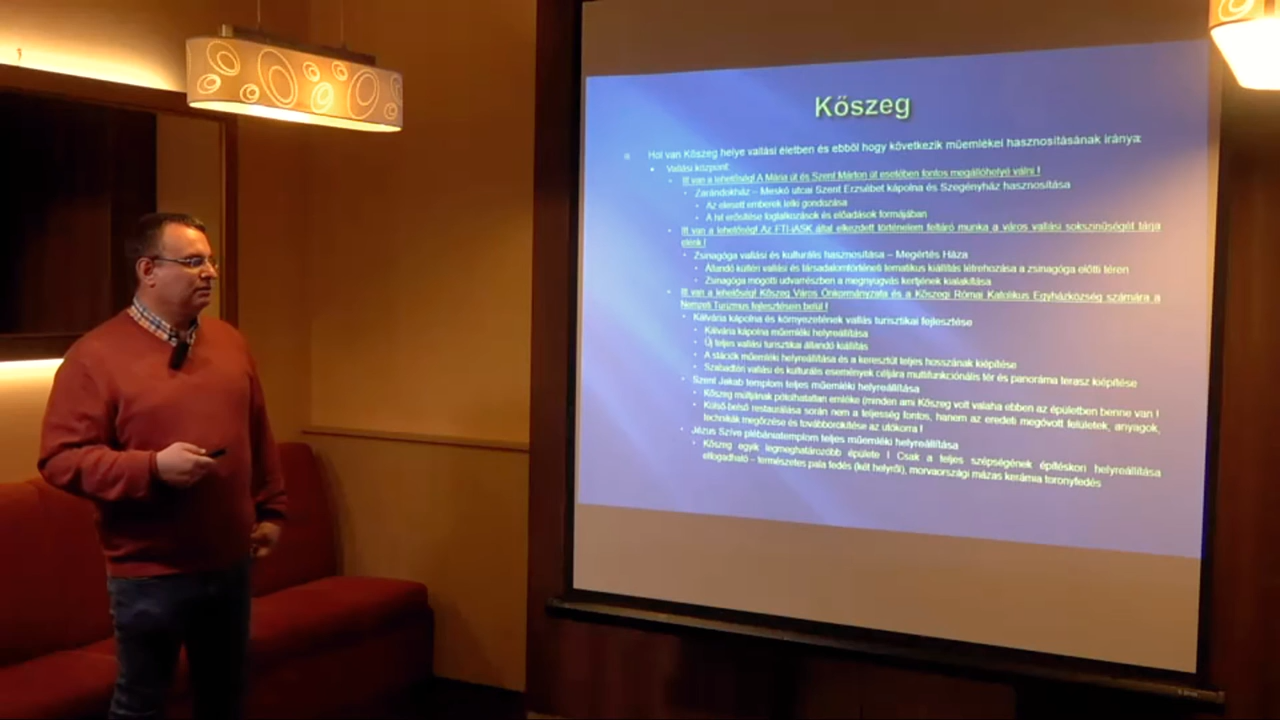 Kőszeg
Hol van Kőszeg helye vallási életben és ebből hogy következik műemlékei hasznosításának iránya:
Vallási központ:
Itt van a lehetőség! A Mária út és Szent Márton út esetében fontos megállóhelyé válni !
Zarándokház – Meskó utcai Szent Erzsébet kápolna és Szegényház hasznosítása
Az elesett emberek lelki gondozása
A hit erősítése foglalkozások és előadások formájában
Itt van a lehetőség! Az FTI-iASK által elkezdett történelem feltáró munka a város vallási sokszínűségét tárja
elénk !
Zsinagóga vallási és kulturális hasznosítása – Megértés Háza
Állandó kültéri vallási és társadalomtörténeti tematikus kiállítás létrehozása a zsinagóga előtti téren
Zsinagóga mögötti udvarrészben a megnyugvás kertjének kialakítása
Itt van a lehetőség! Kőszeg Város Önkormányzata és a Kőszegi Római Katolikus Egyházközség számára a
Nemzeti Turizmus fejlesztésein belül !
Kálvária kápolna és környezetének vallás turisztikai fejlesztése
Kálvária kápolna műemléki helyreállítása
Új teljes vallási turisztikai állandó kiállítás
A stációk műemléki helyreállítása és a keresztút teljes hosszának kiépítése
Szabadtéri vallási és kulturális események céljára multifunkcionális tér és panoráma terasz kiépítése
Szent Jakab templom teljes műemléki helyreállítása
Kőszeg múltjának pótolhatatlan emléke (minden ami Kőszeg volt valaha ebben az épületben benne van !
Külső-belső restaurálása során nem a teljesség fontos, hanem az eredeti megóvott felületek, anyagok,
technikák megőrzése és továbbörökítése az utókorra !
Jézus Szíve plébániatemplom teljes műemléki helyreállítása
Kőszeg egyik legmeghatározóbb épülete ! Csak a teljes szépségének építéskori helyreállítása
elfogadható – természetes pala fedés (két helyről), morvaországi mázas kerámia toronyfedés